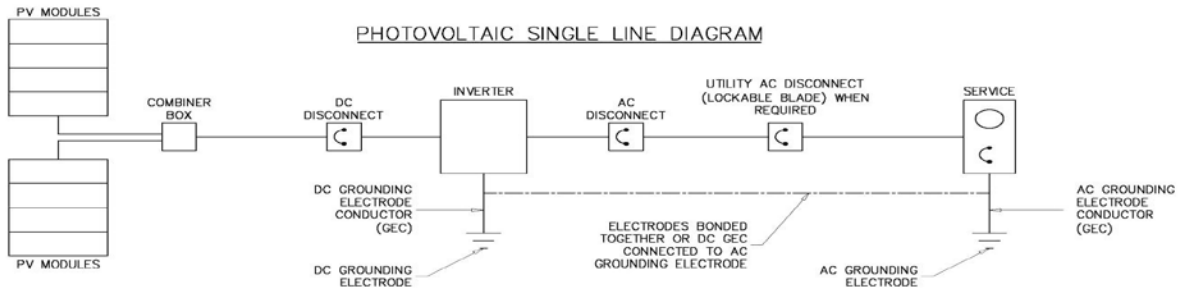 PV MODULES
PHOTOVOLTAIC SINGLE LINE DIAGRAM
COMBINER
BOX
DC
DISCONNECT
INVERTER
AC
DISCONNECT
UTILITY AC DISCONNECT
(LOCKABLE BLADE) WHEN
REQUIRED
SERVICE
PV MODULES
DC GROUNDING
ELECTRODE
CONDUCTOR
(GEC)
DC GROUNDING
ELECTRODE
ELECTRODES BONDED
TOGETHER OR DC GEC
CONNECTED TO AC
GROUNDING ELECTRODE
AC GROUNDING
ELECTRODE
AC GROUNDING
ELECTRODE
CONDUCTOR
(GEC)